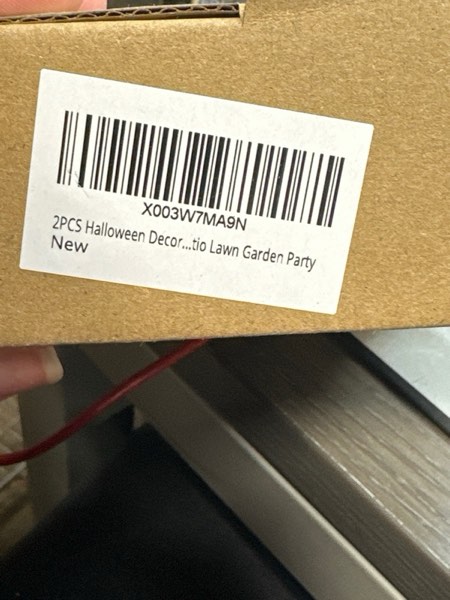 X003W7MA9N
2PCS Halloween Decor...tio Lawn Garden Party
New